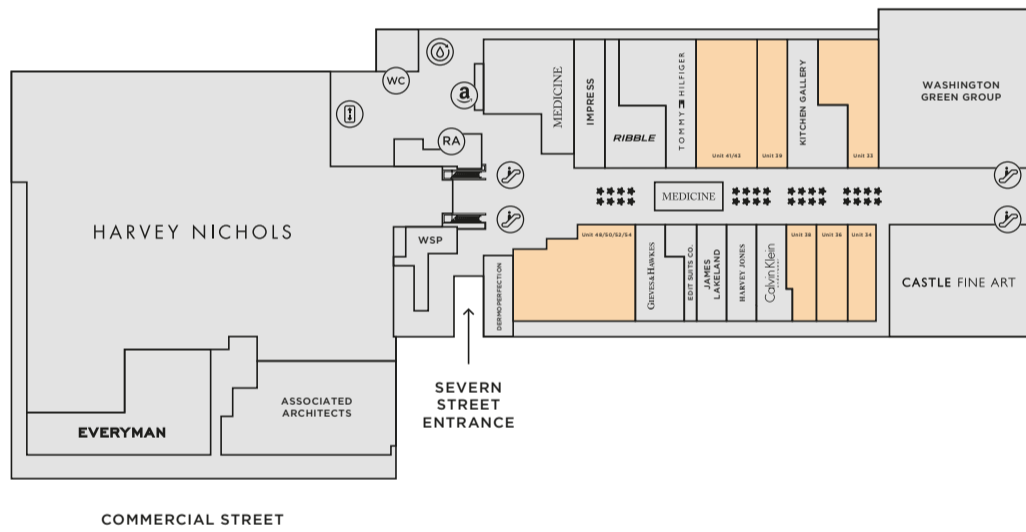 WC
a
RA
MEDICINE
IMPRESS
RIBBLE
TOMMY HILFIGER
Unit 41/43
Unit 39
KITCHEN GALLERY
Unit 33
WASHINGTON
GREEN GROUP
HARVEY NICHOLS
MEDICINE
WSP
DERMOPERFECTION
Unit 48/50/52/54
GIEVES & HAWKES
EDIT SUITS CO.
JAMES
LAKELAND
HARVEY JONES
Calvin Klein
Unit 38
Unit 36
Unit 34
CASTLE FINE ART
SEVERN
STREET
ENTRANCE
ASSOCIATED
ARCHITECTS
EVERYMAN
COMMERCIAL STREET